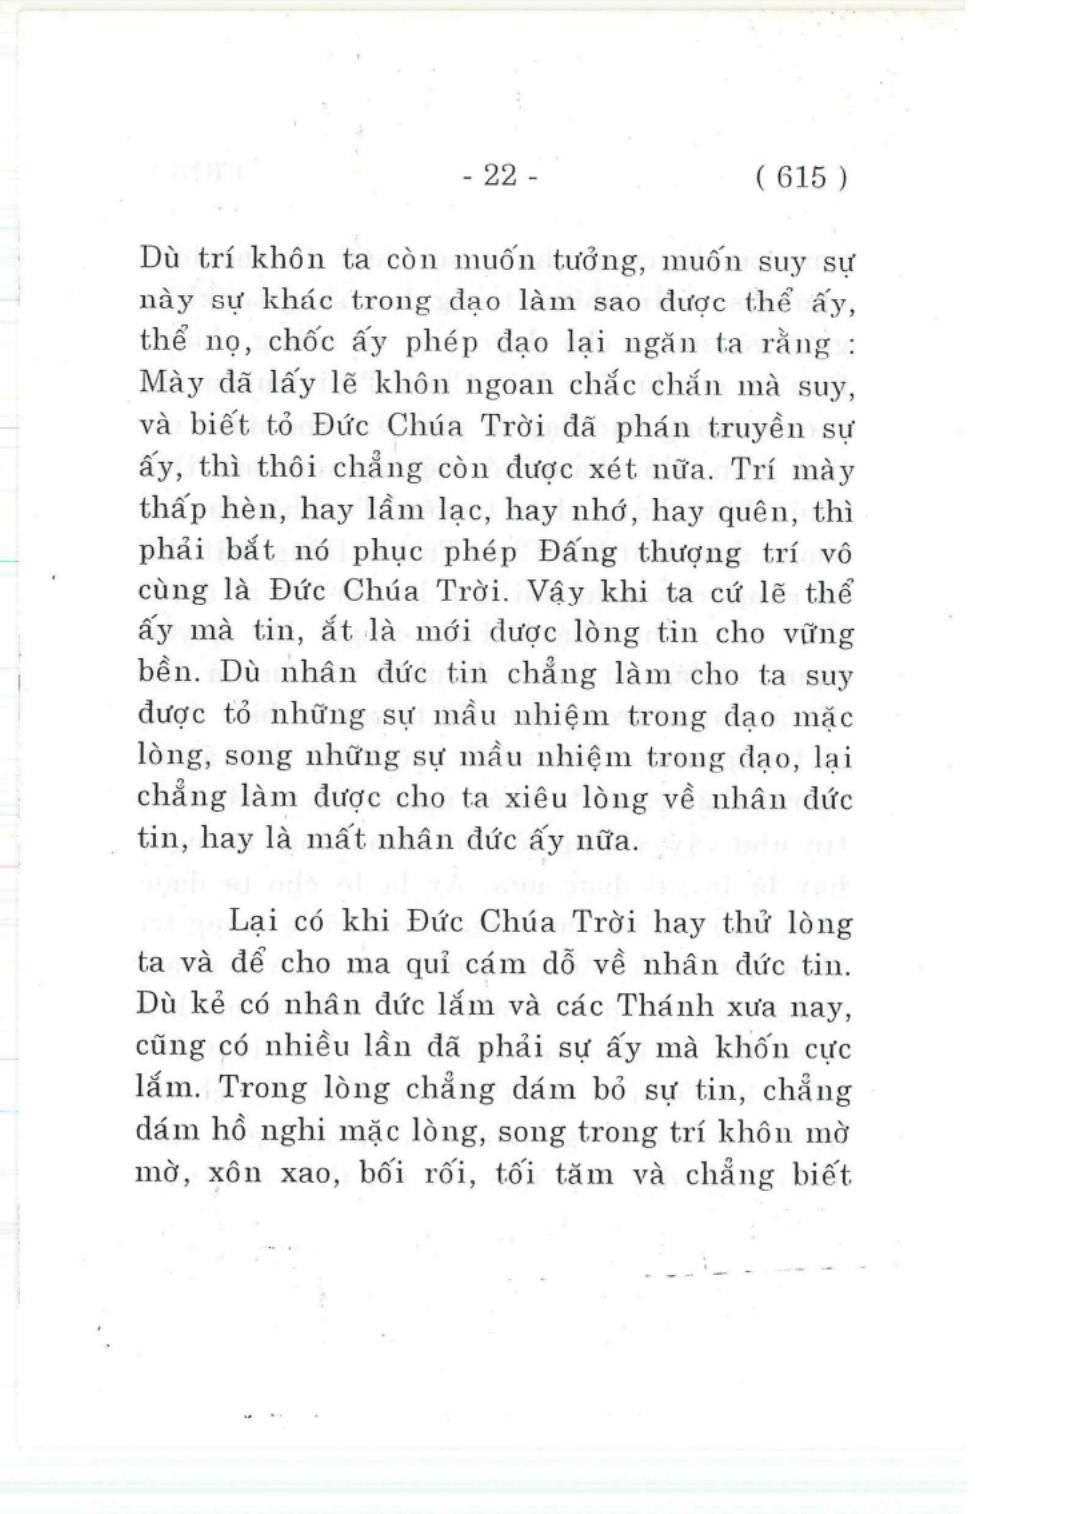 - 22 - ( 615 )
Dù trí khôn ta còn muốn tưởng, muốn suy sự
này sự khác trong đạo làm sao được thể ấy,
thể nọ, chốc ấy phép đạo lại ngăn ta rằng :
Mày đã lấy lẽ khôn ngoan chắc chắn mà suy,
và biết tỏ Đức Chúa Trời đã phán truyền sự
ấy, thì thôi chẳng còn được xét nữa. Trí mày
thấp hèn, hay lầm lạc, hay nhớ, hay quên, thì
phải bắt nó phục phép Đấng thượng trí vô
cùng là Đức Chúa Trời. Vậy khi ta cứ lẽ thể
ấy mà tin, ắt là mới được lòng tin cho vững
bền. Dù nhân đức tin chẳng làm cho ta suy
được tỏ những sự mầu nhiệm trong đạo mặc
lòng, song những sự mầu nhiệm trong đạo, lại
chẳng làm được cho ta xiêu lòng về nhân đức
tin, hay là mất nhân đức ấy nữa.
Lại có khi Đức Chúa Trời hay thử lòng
ta và để cho ma quỉ cám dỗ về nhân đức tin.
Dù kẻ có nhân đức lắm và các Thánh xưa nay,
cũng có nhiều lần đã phải sự ấy mà khốn cực
lắm. Trong lòng chẳng dám bỏ sự tin, chẳng
dám hồ nghi mặc lòng, song trong trí khôn mờ
mờ, xôn xao, bối rối, tối tăm và chẳng biết